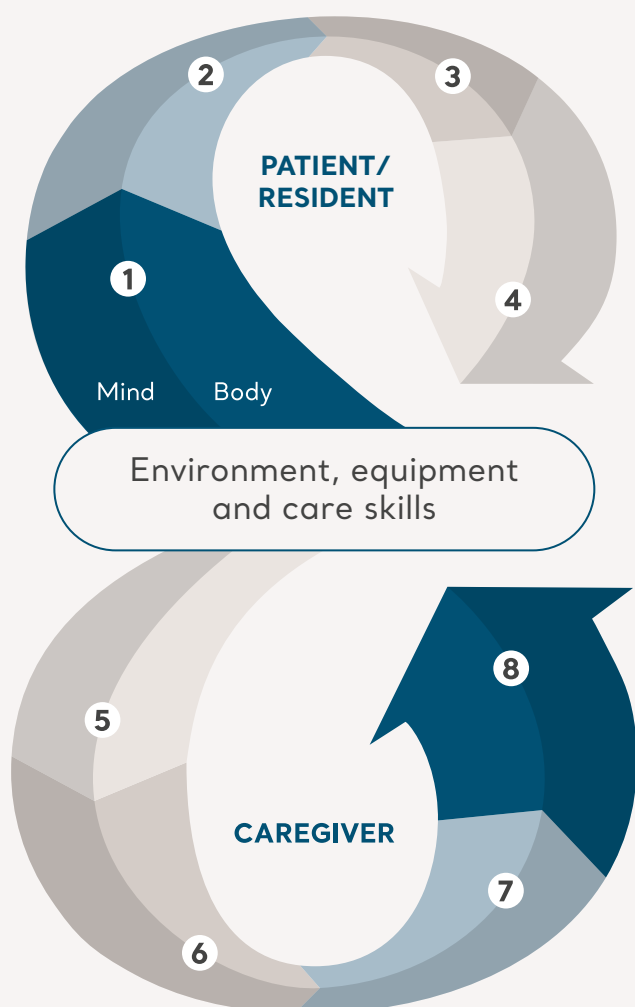 2
3
PATIENT/
RESIDENT
1
4
Mind Body
Environment, equipment
and care skills
8
5
CAREGIVER
7
6